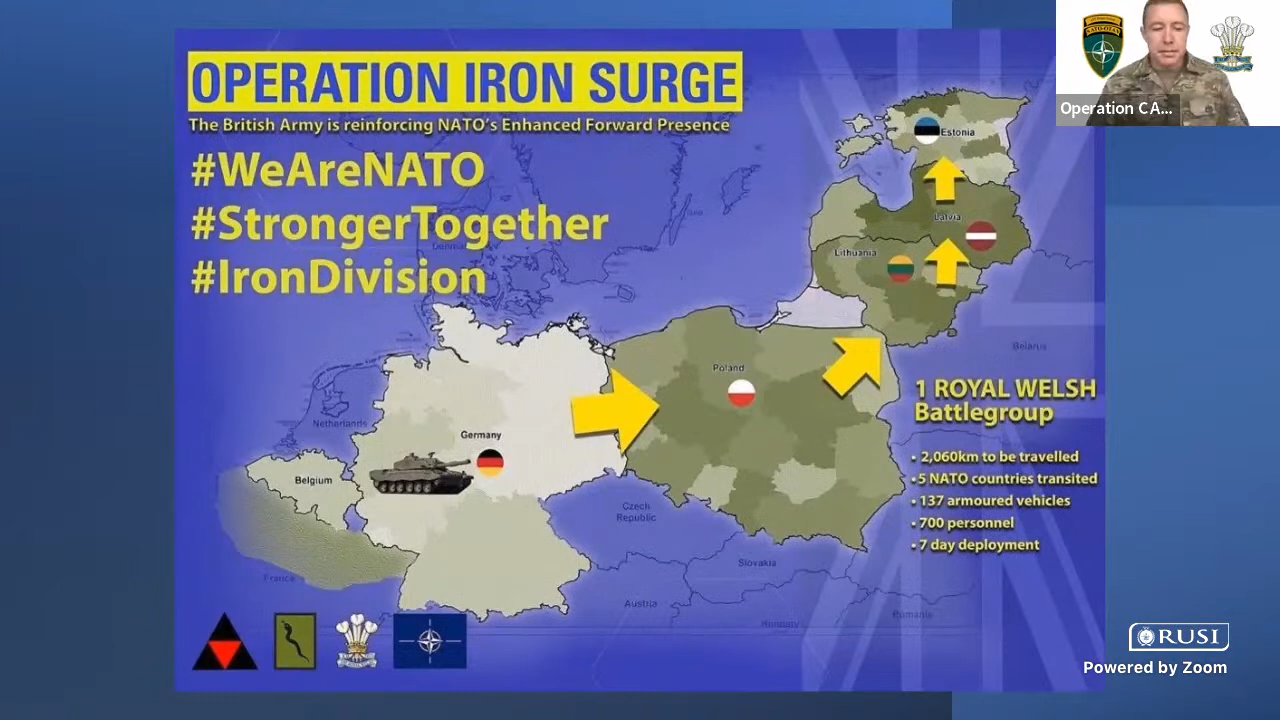 OPERATION IRON SURGE
The British Army is reinforcing NATO's Enhanced Forward Presence
#WeAreNATO
#StrongerTogether
#IronDivision
Operation CA...
Estonia
Latvia
Lithuania
Belarus
Poland
Netherlands
Germany
Belgium
Czech
Republic
France
Slovakia
Austria
Hungary
Romania
1 ROYAL WELSH
Battlegroup
• 2,060km to be travelled
• 5 NATO countries transited
• 137 armoured vehicles
• 700 personnel
• 7 day deployment
RUSI
Powered by Zoom